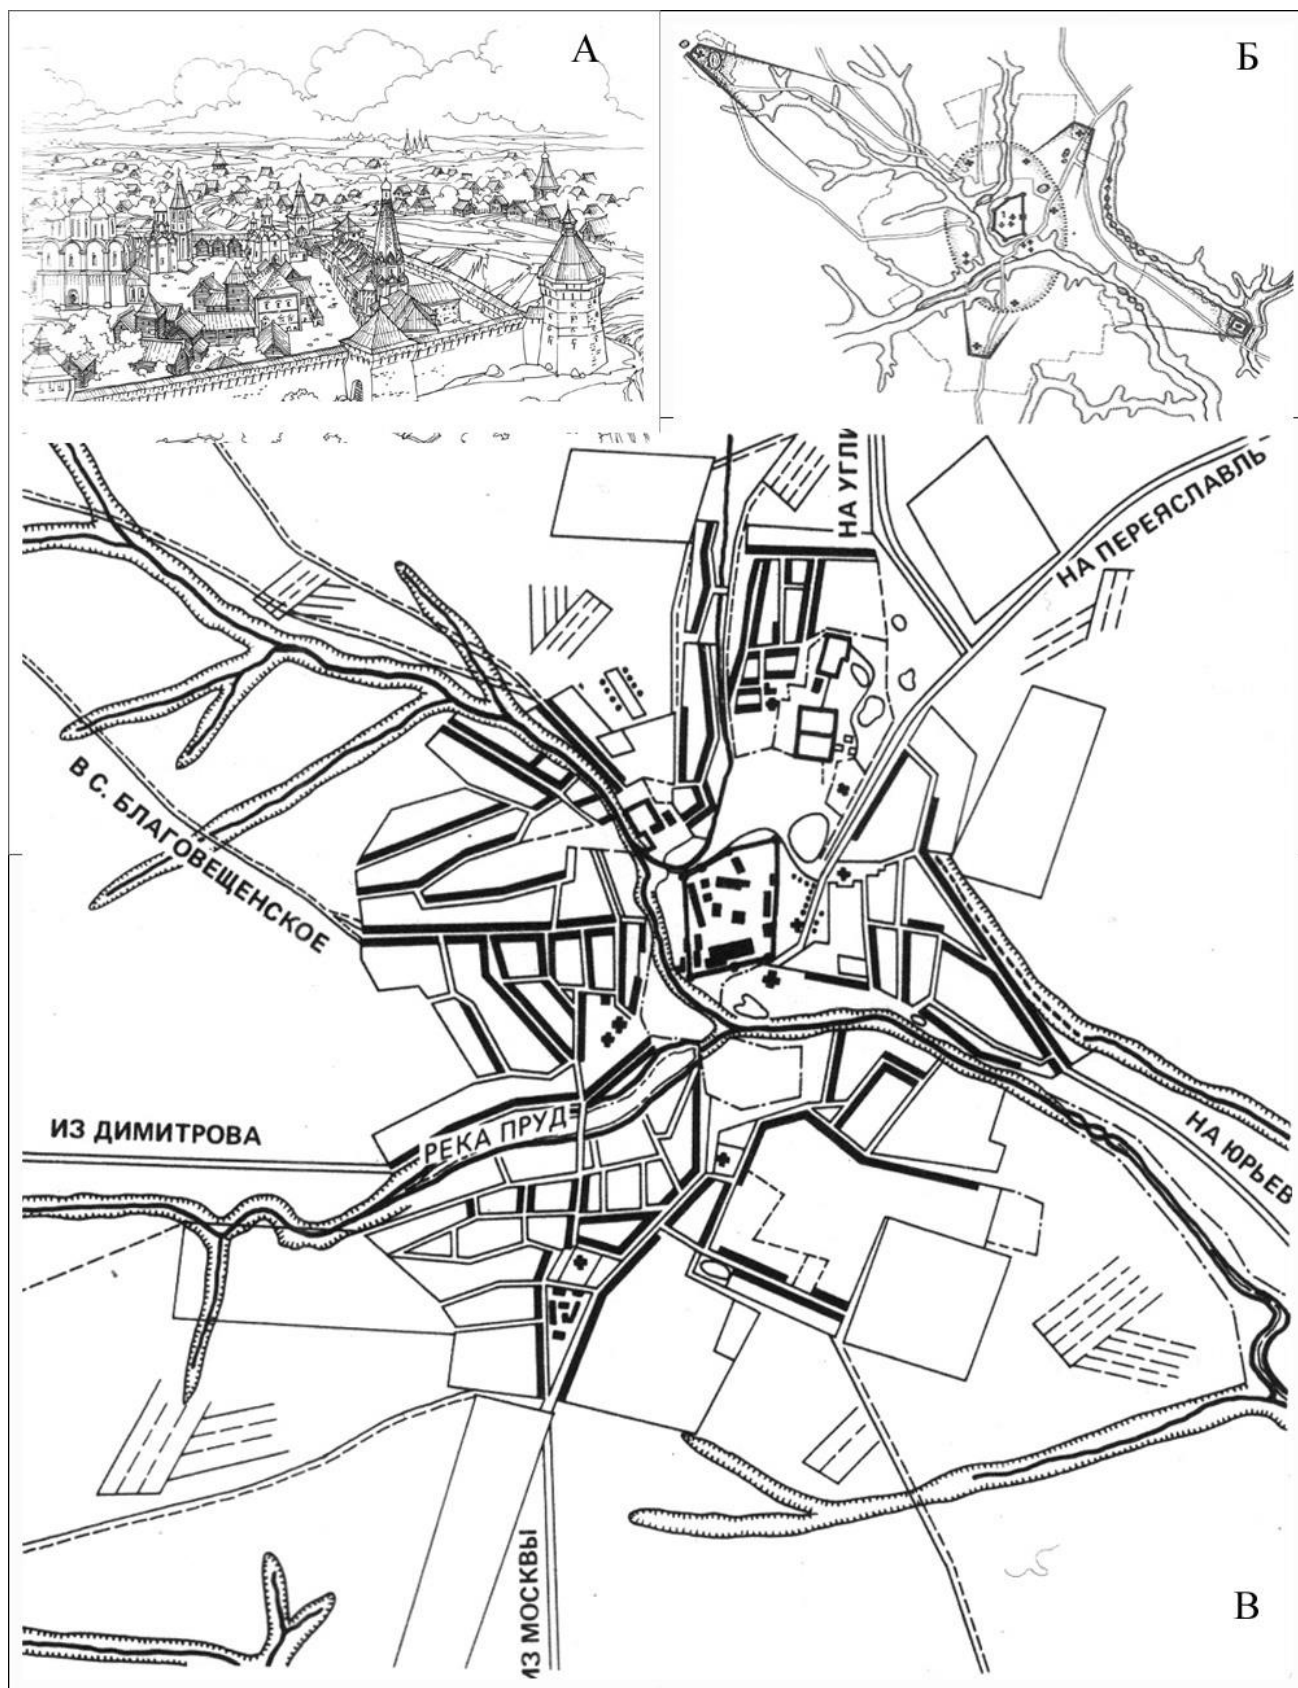 А
Б
НА УГЛИ
НА ПЕРЕЯСЛАВЛЬ
В С. БЛАГОВЕЩЕНСКОЕ
ИЗ ДИМИТРОВА
РЕКА ПРУД
НА ЮРЬЕВ
ИЗ МОСКВЫ
В